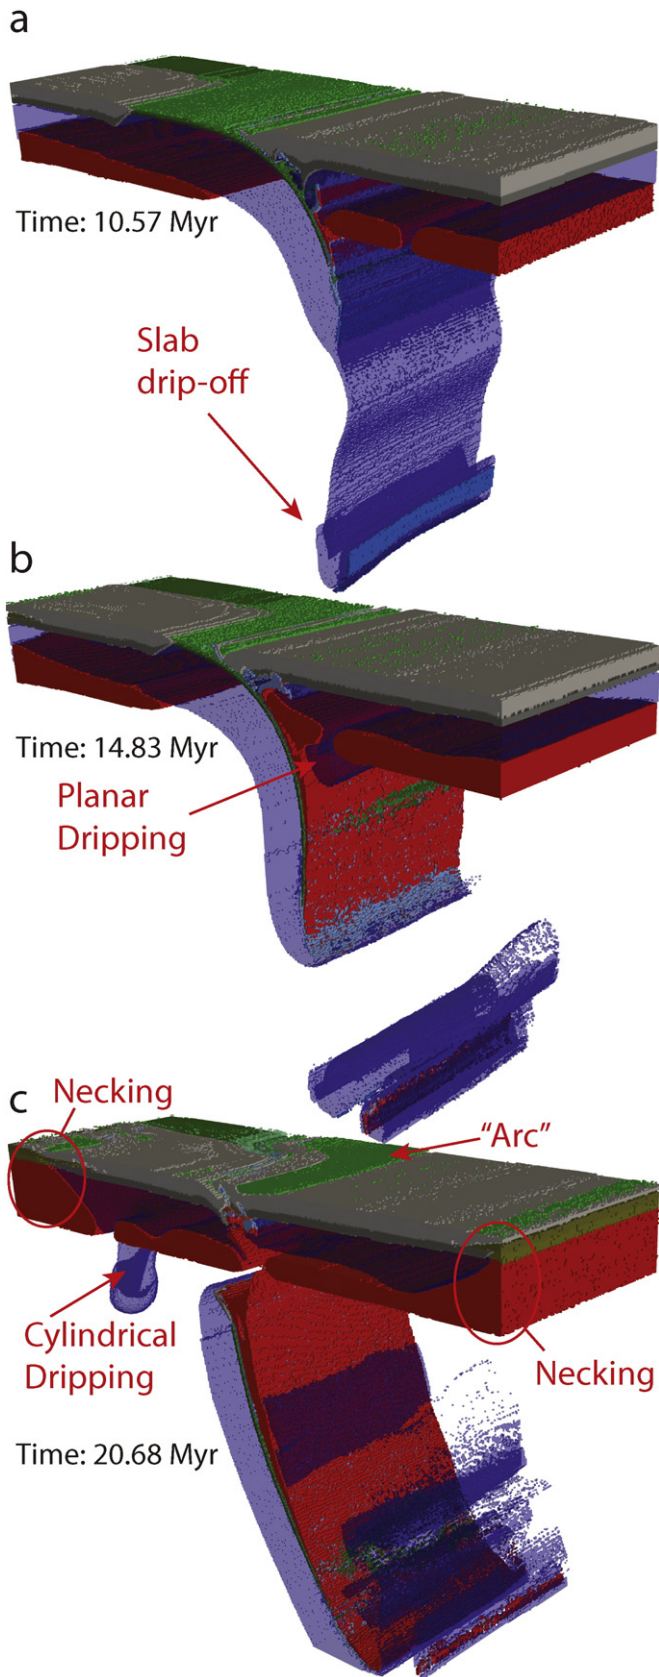 a
Time: 10.57 Myr
Slab
drip-off
b
Time: 14.83 Myr
Planar
Dripping
c
Necking
“Arc”
Cylindrical
Dripping
Necking
Time: 20.68 Myr